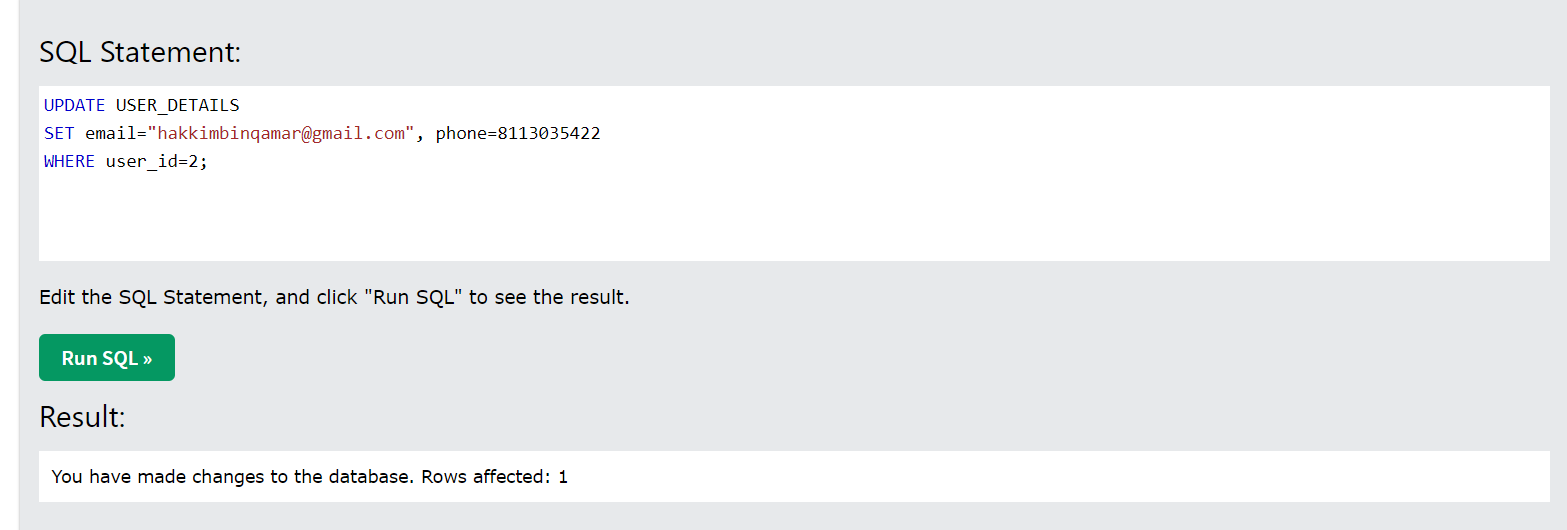 SQL Statement:
UPDATE USER_DETAILS
SET email="hakkimbinqamar@gmail.com", phone=8113035422
WHERE user_id=2;
Edit the SQL Statement, and click "Run SQL" to see the result.
Run SQL »
Result:
You have made changes to the database. Rows affected: 1